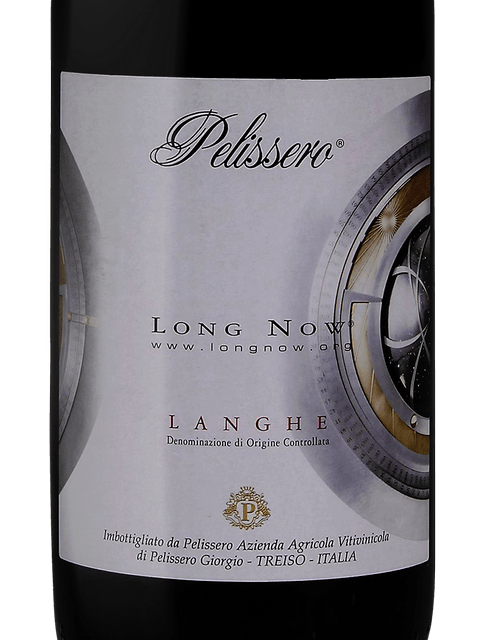 Pelissero®
LONG NOW®
www.longnow.org
LANGHE
Denominazione di Origine Controllata
P
Imbottigliato da Pelissero Azienda Agricola Vitivinicola
di Pelissero Giorgio - TREISO - ITALIA